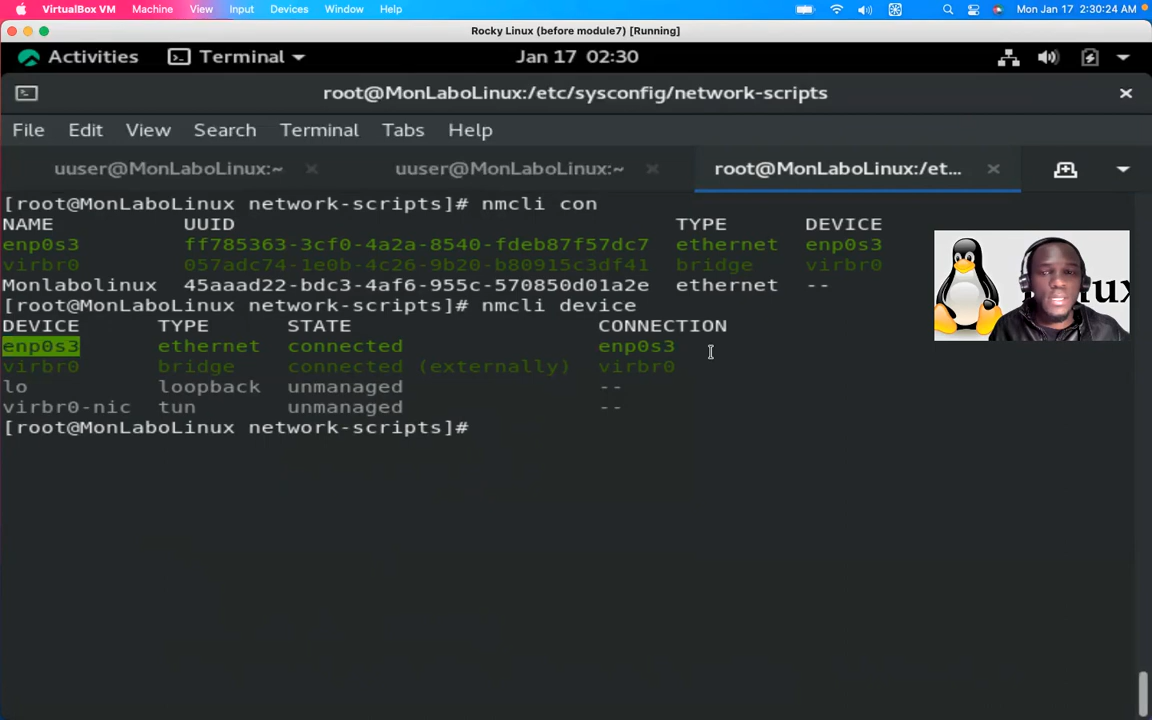 VirtualBox VM Machine View Input Devices Window Help Mon Jan 17 2:30:24 AM
Rocky Linux (before module7) [Running]
Activities Terminal Jan 17 02:30
root@MonLaboLinux:/etc/sysconfig/network-scripts
File Edit View Search Terminal Tabs Help
uuser@MonLaboLinux:~ uuser@MonLaboLinux:~ root@MonLaboLinux:/et...
[root@MonLaboLinux network-scripts]# nmcli con
NAME UUID TYPE DEVICE
enp0s3 ff785363-3cf0-4a2a-8540-fdeb87f57dc7 ethernet enp0s3
virbr0 057adc74-1e0b-4c26-9b20-b80915c3df41 bridge virbr0
Monlabolinux 45aaad22-bdc3-4af6-955c-570850d01a2e ethernet --
[root@MonLaboLinux network-scripts]# nmcli device
DEVICE TYPE STATE CONNECTION
enp0s3 ethernet connected enp0s3
virbr0 bridge connected (externally) virbr0
lo loopback unmanaged --
virbr0-nic tun unmanaged --
[root@MonLaboLinux network-scripts]#